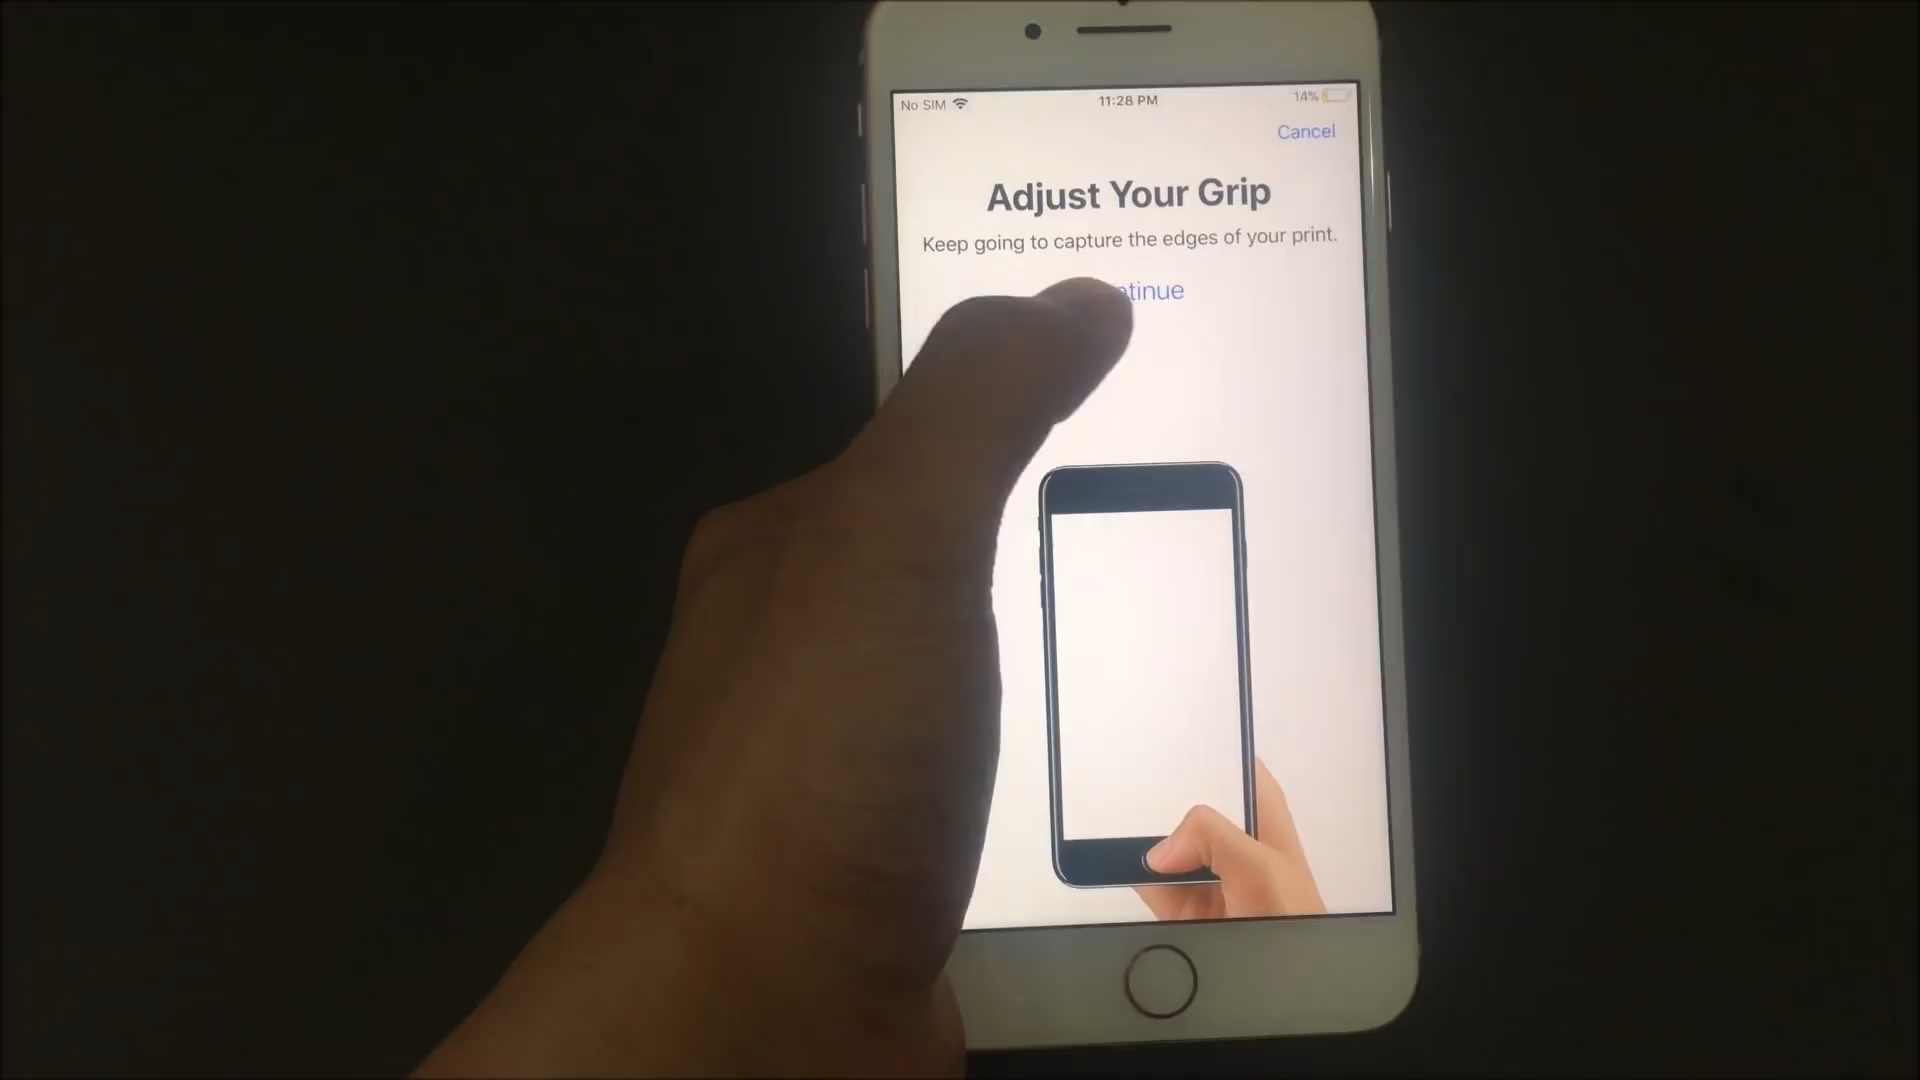 No SIM 11:28 PM 14%
Cancel
Adjust Your Grip
Keep going to capture the edges of your print.
tinue